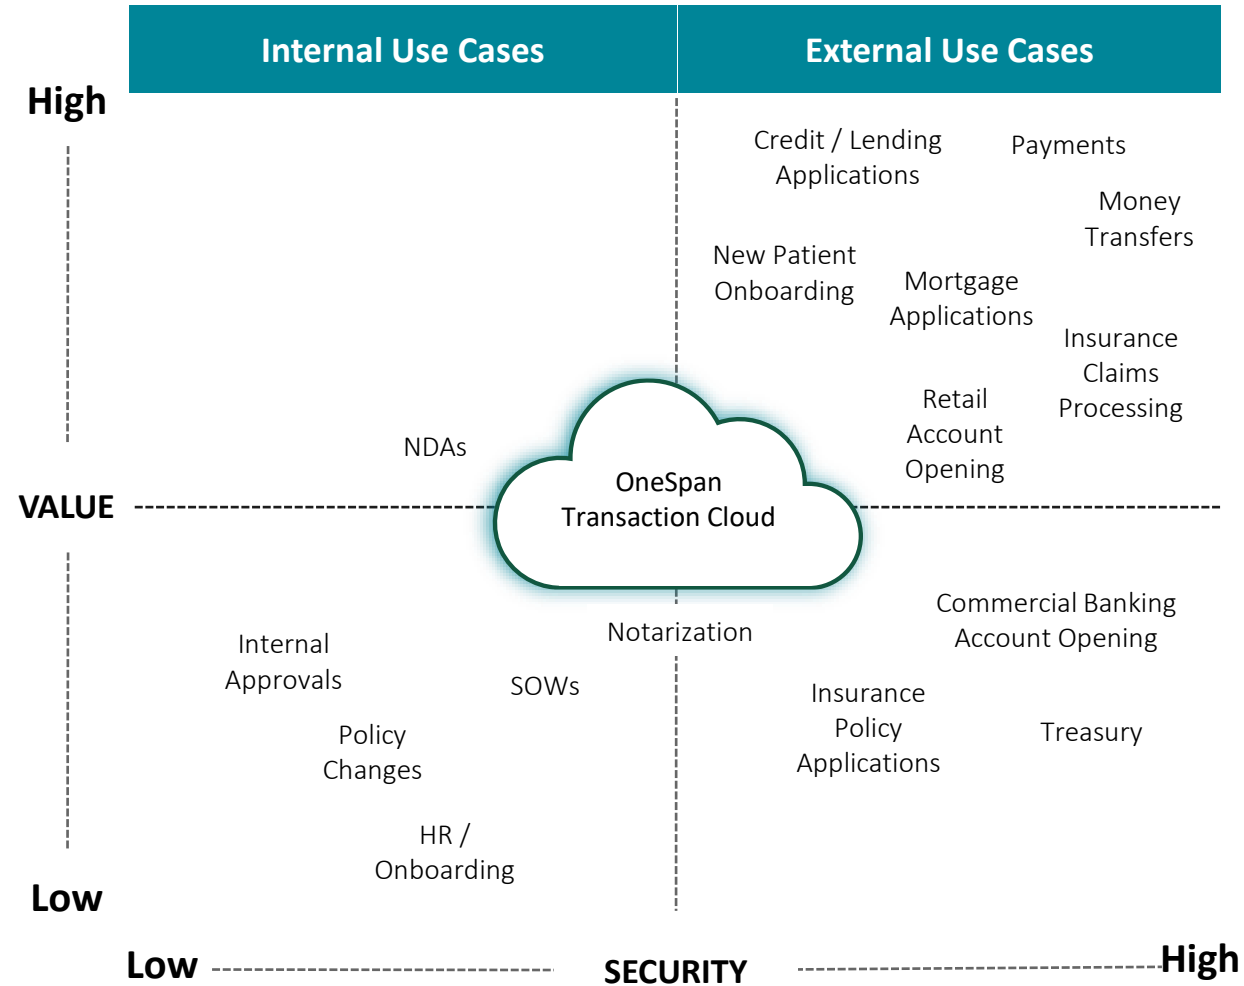 Internal Use Cases
External Use Cases
High
Credit / Lending
Applications
Payments
Money
Transfers
New Patient
Onboarding
Mortgage
Applications
Insurance
Claims
Processing
Retail
Account
Opening
NDAs
OneSpan
Transaction Cloud
VALUE
Commercial Banking
Account Opening
Notarization
Internal
Approvals
SOWs
Insurance
Policy
Applications
Treasury
Policy
Changes
HR /
Onboarding
Low
Low
SECURITY
High